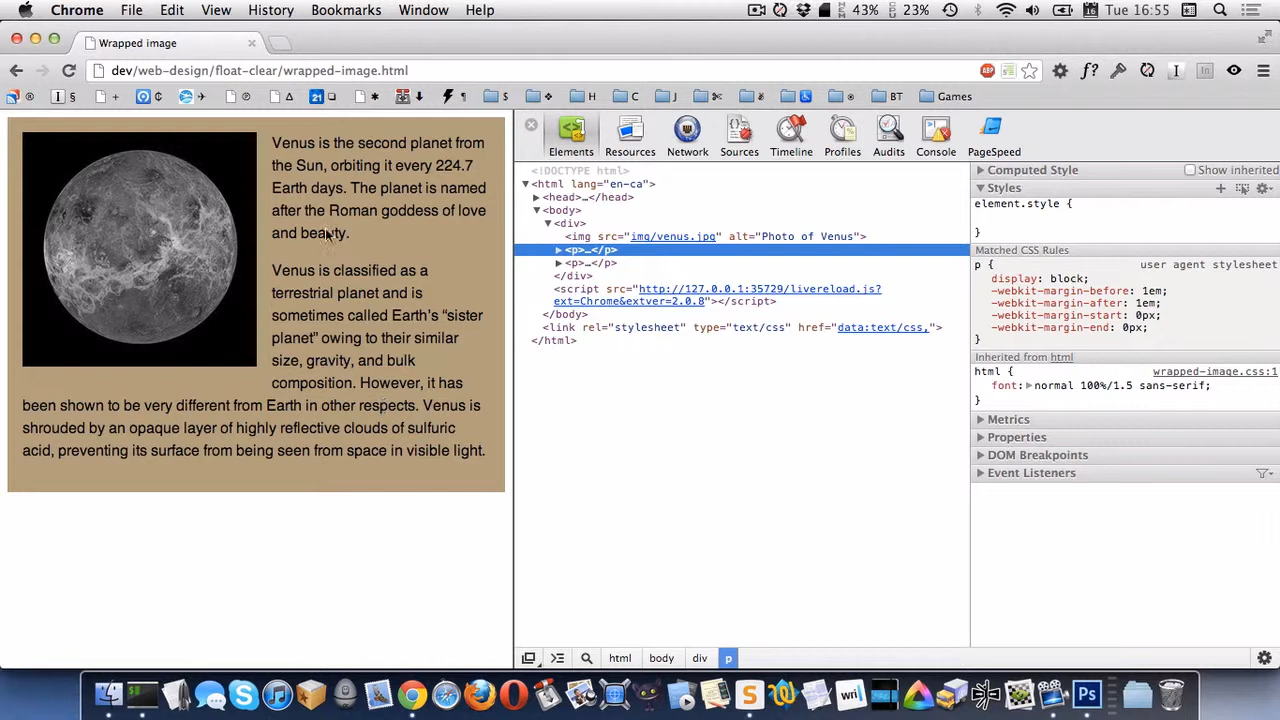 Chrome File Edit View History Bookmarks Window Help 43% 23% Tue 16:55
Wrapped image
dev/web-design/float-clear/wrapped-image.html
H C J BT Games
Elements Resources Network Sources Timeline Profiles Audits Console PageSpeed
Venus is the second planet from
the Sun, orbiting it every 224.7
Earth days. The planet is named
after the Roman goddess of love
and beauty.
Venus is classified as a
terrestrial planet and is
sometimes called Earth's “sister
planet” owing to their similar
size, gravity, and bulk
composition. However, it has
been shown to be very different from Earth in other respects. Venus is
shrouded by an opaque layer of highly reflective clouds of sulfuric
acid, preventing its surface from being seen from space in visible light.
<!DOCTYPE html>
<html lang="en-ca">
<head>…</head>
<body>
<div>
<img src="img/venus.jpg" alt="Photo of Venus">
<p>…</p>
<p>…</p>
</div>
<script src="http://127.0.0.1:35729/livereload.js?
ext=Chrome&extver=2.0.8"></script>
</body>
<link rel="stylesheet" type="text/css" href="data:text/css,">
</html>
Computed Style Show inherited
Styles
element.style {
}
Matched CSS Rules
p { user agent stylesheet
display: block;
-webkit-margin-before: 1em;
-webkit-margin-after: 1em;
-webkit-margin-start: 0px;
-webkit-margin-end: 0px;
}
Inherited from html
html { wrapped-image.css:1
font: normal 100%/1.5 sans-serif;
}
Metrics
Properties
DOM Breakpoints
Event Listeners
html body div p
wri
Ps